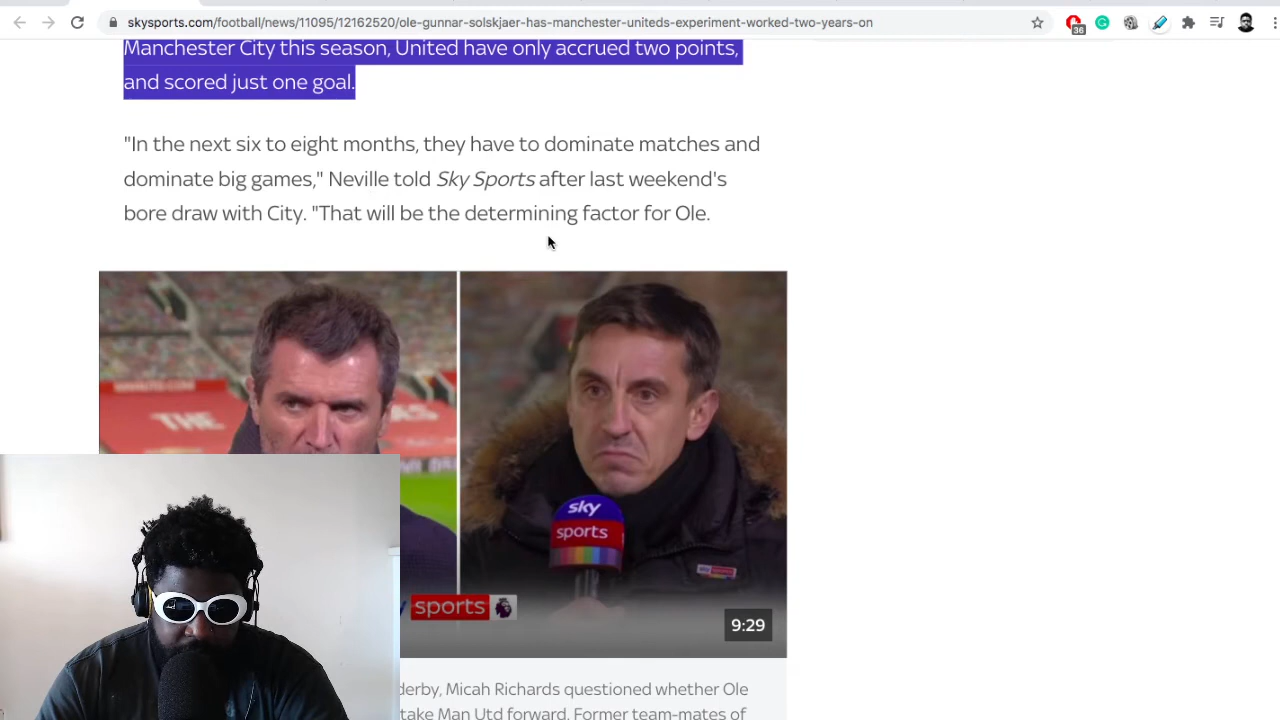 skysports.com/football/news/11095/12162520/ole-gunnar-solskjaer-has-manchester-uniteds-experiment-worked-two-years-on
36
Manchester City this season, United have only accrued two points,
and scored just one goal.
"In the next six to eight months, they have to dominate matches and
dominate big games," Neville told Sky Sports after last weekend's
bore draw with City. "That will be the determining factor for Ole.
THE
sky
sports
sports
9:29
derby, Micah Richards questioned whether Ole
take Man Utd forward. Former team-mates of